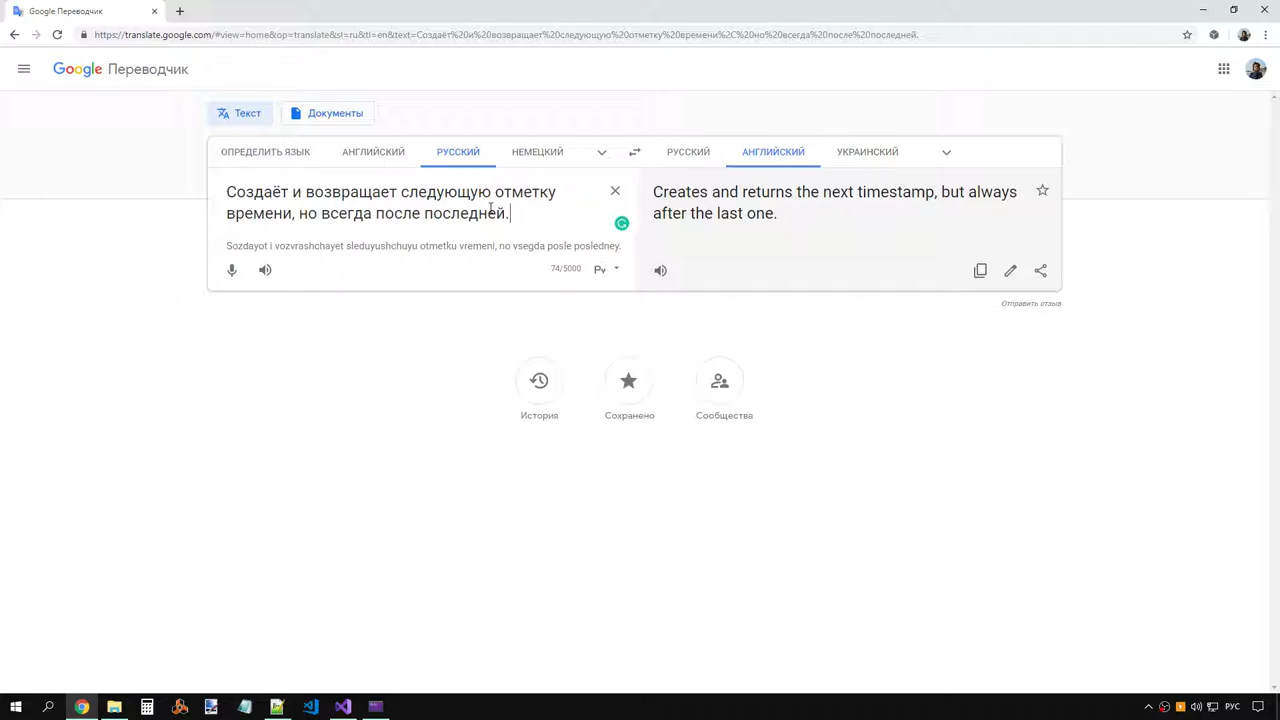 Google Переводчик
https://translate.google.com/#view=home&op=translate&sl=ru&tl=en&text=Создаёт%20и%20возвращает%20следующую%20отметку%20времени%2C%20но%20всегда%20после%20последней.
Google Переводчик
Текст
Документы
ОПРЕДЕЛИТЬ ЯЗЫК АНГЛИЙСКИЙ РУССКИЙ НЕМЕЦКИЙ РУССКИЙ АНГЛИЙСКИЙ УКРАИНСКИЙ
Создаёт и возвращает следующую отметку
времени, но всегда после последней.
Sozdayot i vozvrashchayet sleduyushchuyu otmetku vremeni, no vsegda posle posledney.
74/5000
Creates and returns the next timestamp, but always
after the last one.
Отправить отзыв
История
Сохранено
Сообщества
РУС